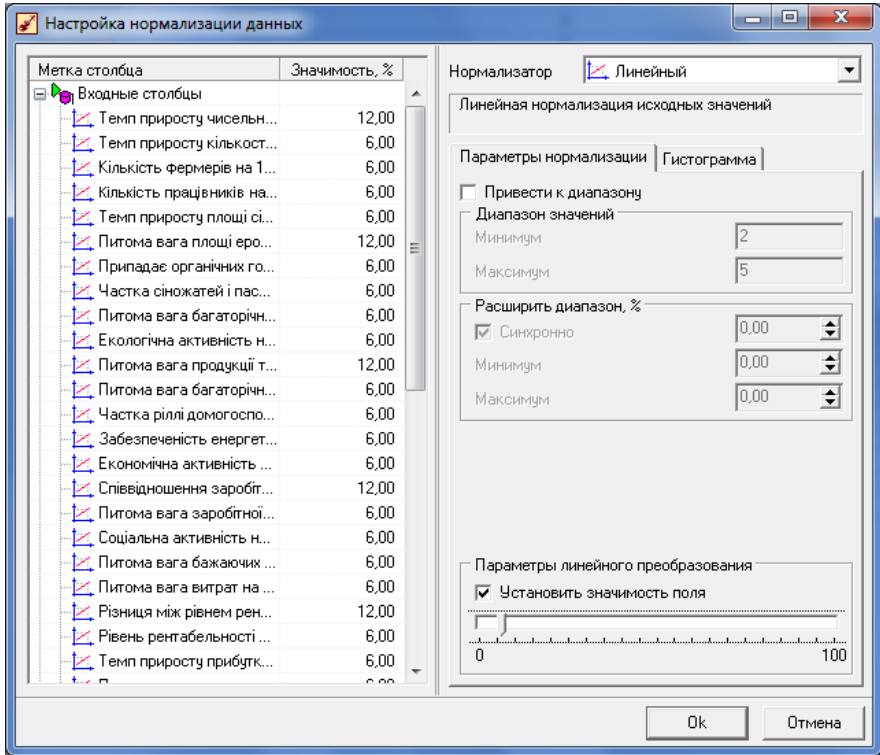 Настройка нормализации данных
Метка столбца Значимость, %
Входные столбцы
Темп приросту чисельн... 12,00
Темп приросту кількост... 6,00
Кількість фермерів на 1... 6,00
Кількість працівників на... 6,00
Темп приросту площі сі... 6,00
Питома вага площі еро... 12,00
Припадає органічних го... 6,00
Частка сіножатей і пас... 6,00
Питома вага багаторічн... 6,00
Екологічна активність н... 6,00
Питома вага продукції т... 12,00
Питома вага багаторічн... 6,00
Частка ріллі домогоспо... 6,00
Забезпеченість енергет... 6,00
Економічна активність ... 6,00
Співвідношення заробіт... 12,00
Питома вага заробітної... 6,00
Соціальна активність н... 6,00
Питома вага бажаючих ... 6,00
Питома вага витрат на ... 6,00
Різниця між рівнем рен... 12,00
Рівень рентабельності ... 6,00
Темп приросту прибутк... 6,00
Нормализатор Линейный
Линейная нормализация исходных значений
Параметры нормализации Гистограмма
Привести к диапазону
Диапазон значений
Минимум 2
Максимум 5
Расширить диапазон, %
Синхронно 0,00
Минимум 0,00
Максимум 0,00
Параметры линейного преобразования
Установить значимость поля
0 100
Ok Отмена